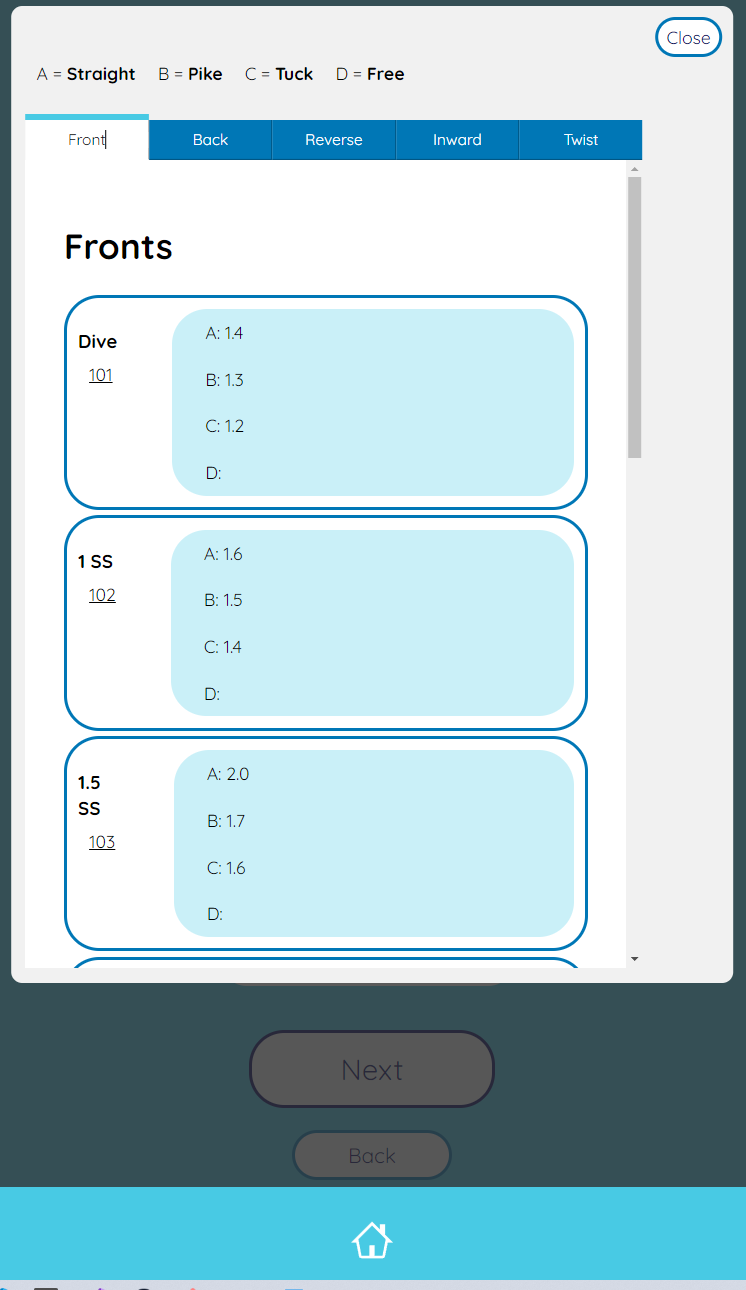 Close
A = Straight B = Pike C = Tuck D = Free
Front Back Reverse Inward Twist
Fronts
Dive
101
A: 1.4
B: 1.3
C: 1.2
D:
1 SS
102
A: 1.6
B: 1.5
C: 1.4
D:
1.5
SS
103
A: 2.0
B: 1.7
C: 1.6
D:
Next
Back